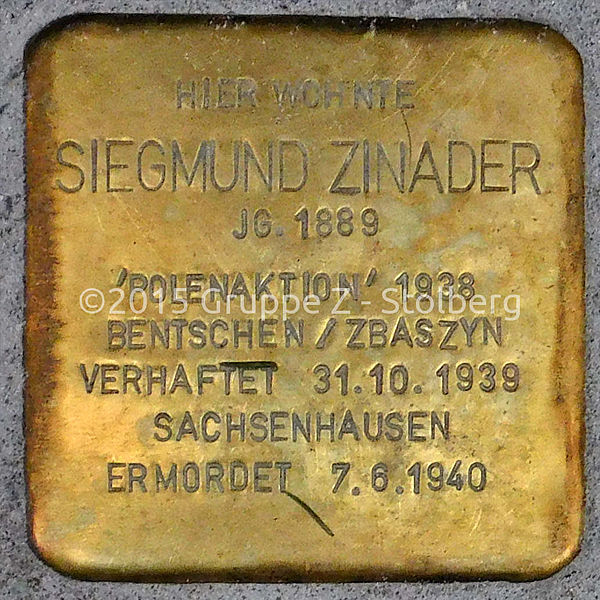 HIER WOHNTE
SIEGMUND ZINADER
JG. 1889
'POLENAKTION' 1938
©2015 Gruppe Z - Stolberg
BENTSCHEN / ZBASZYN
VERHAFTET 31.10.1939
SACHSENHAUSEN
ERMORDET 7.6.1940